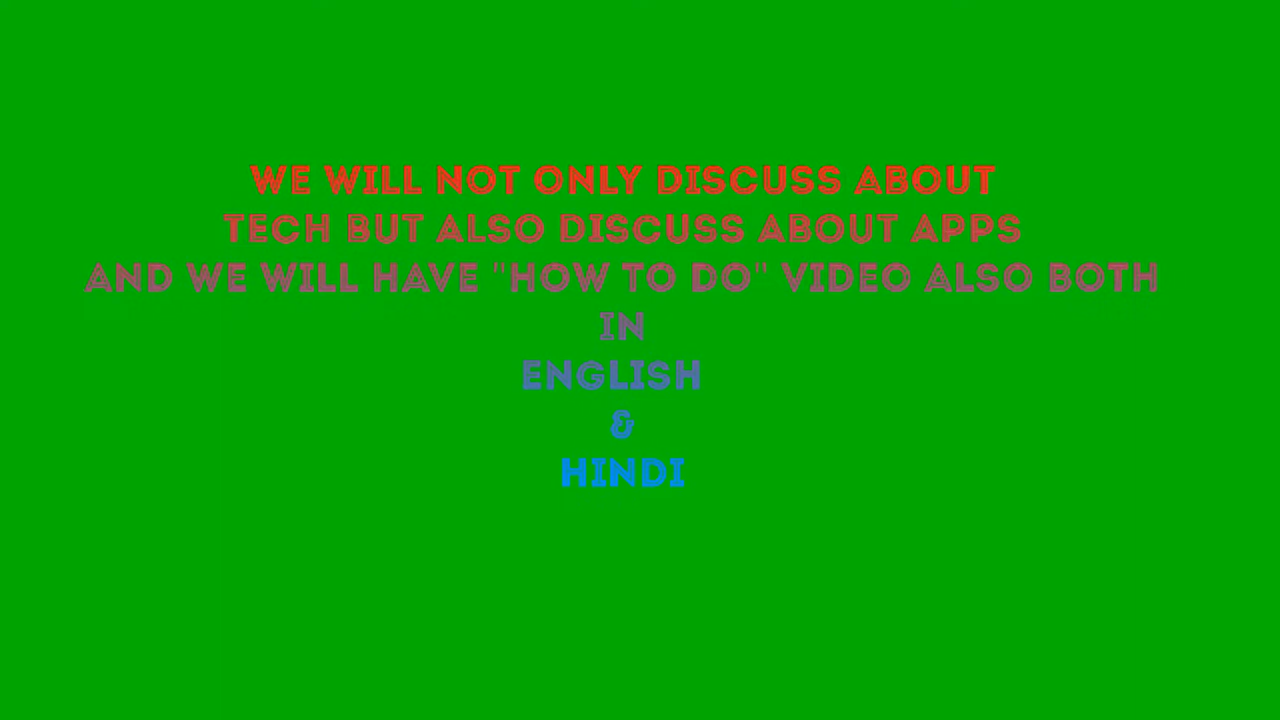 WE WILL NOT ONLY DISCUSS ABOUT
TECH BUT ALSO DISCUSS ABOUT APPS
AND WE WILL HAVE "HOW TO DO" VIDEO ALSO BOTH
IN
ENGLISH
&
HINDI